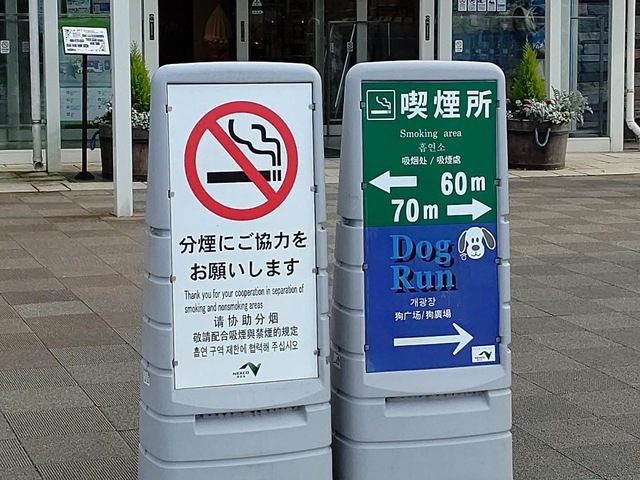 分煙にご協力を
お願いします
Thank you for your cooperation in separation of
smoking and nonsmoking areas
请协助分烟
敬請配合吸煙與禁煙的規定
흡연 구역 제한에 협력해 주십시오
NEXCO
喫煙所
Smoking area
흡연소
吸烟处 / 吸煙處
60m
70m
Dog
Run
개광장
狗广场/狗廣場